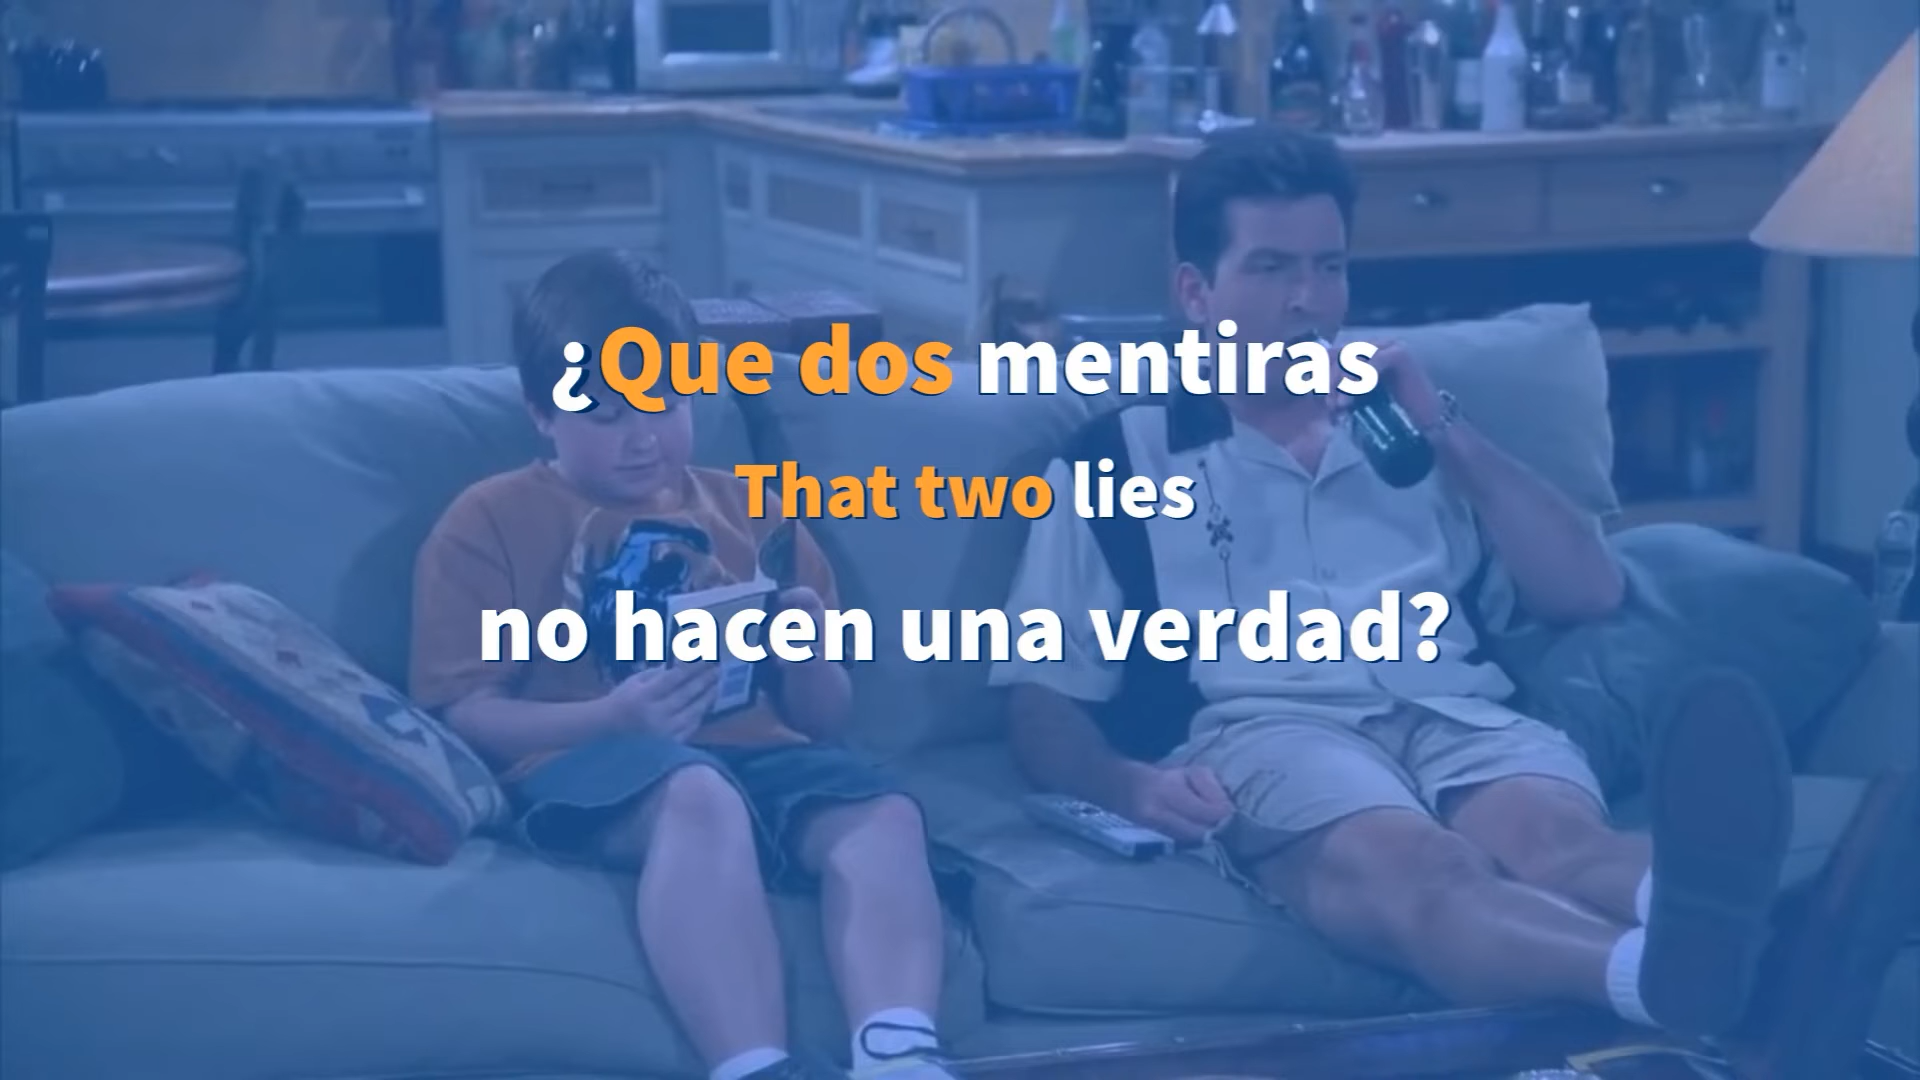 ¿Que dos mentiras
That two lies
no hacen una verdad?